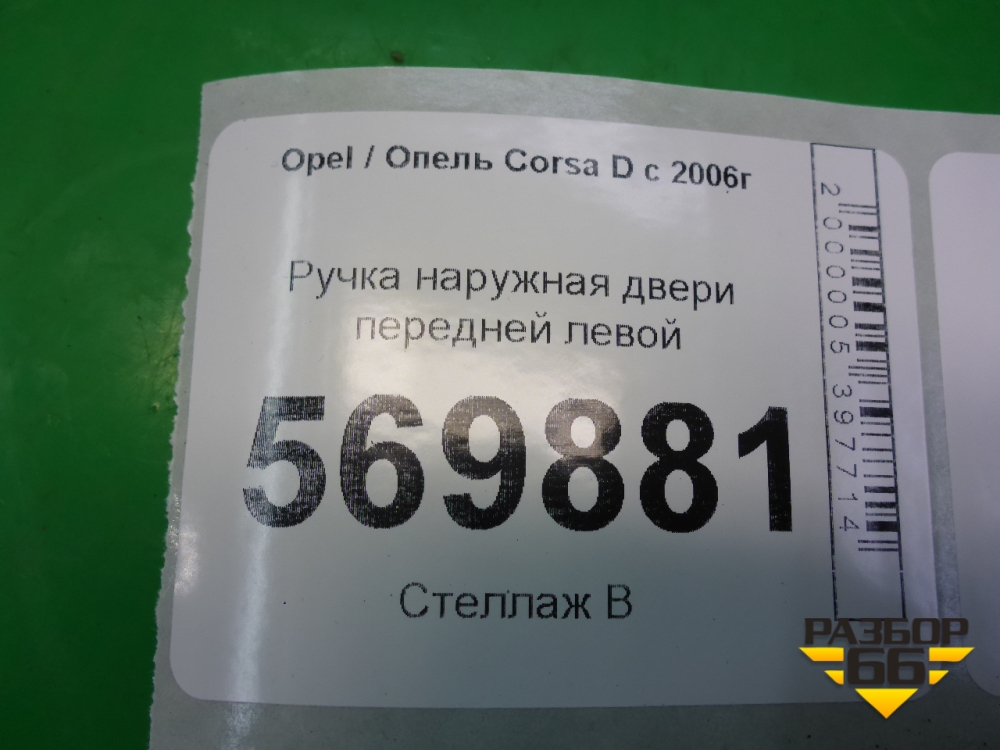 Opel / Опель Corsa D с 2006г
Ручка наружная двери
передней левой
569881
Стеллаж В
2000005397714
РАЗБОР
66